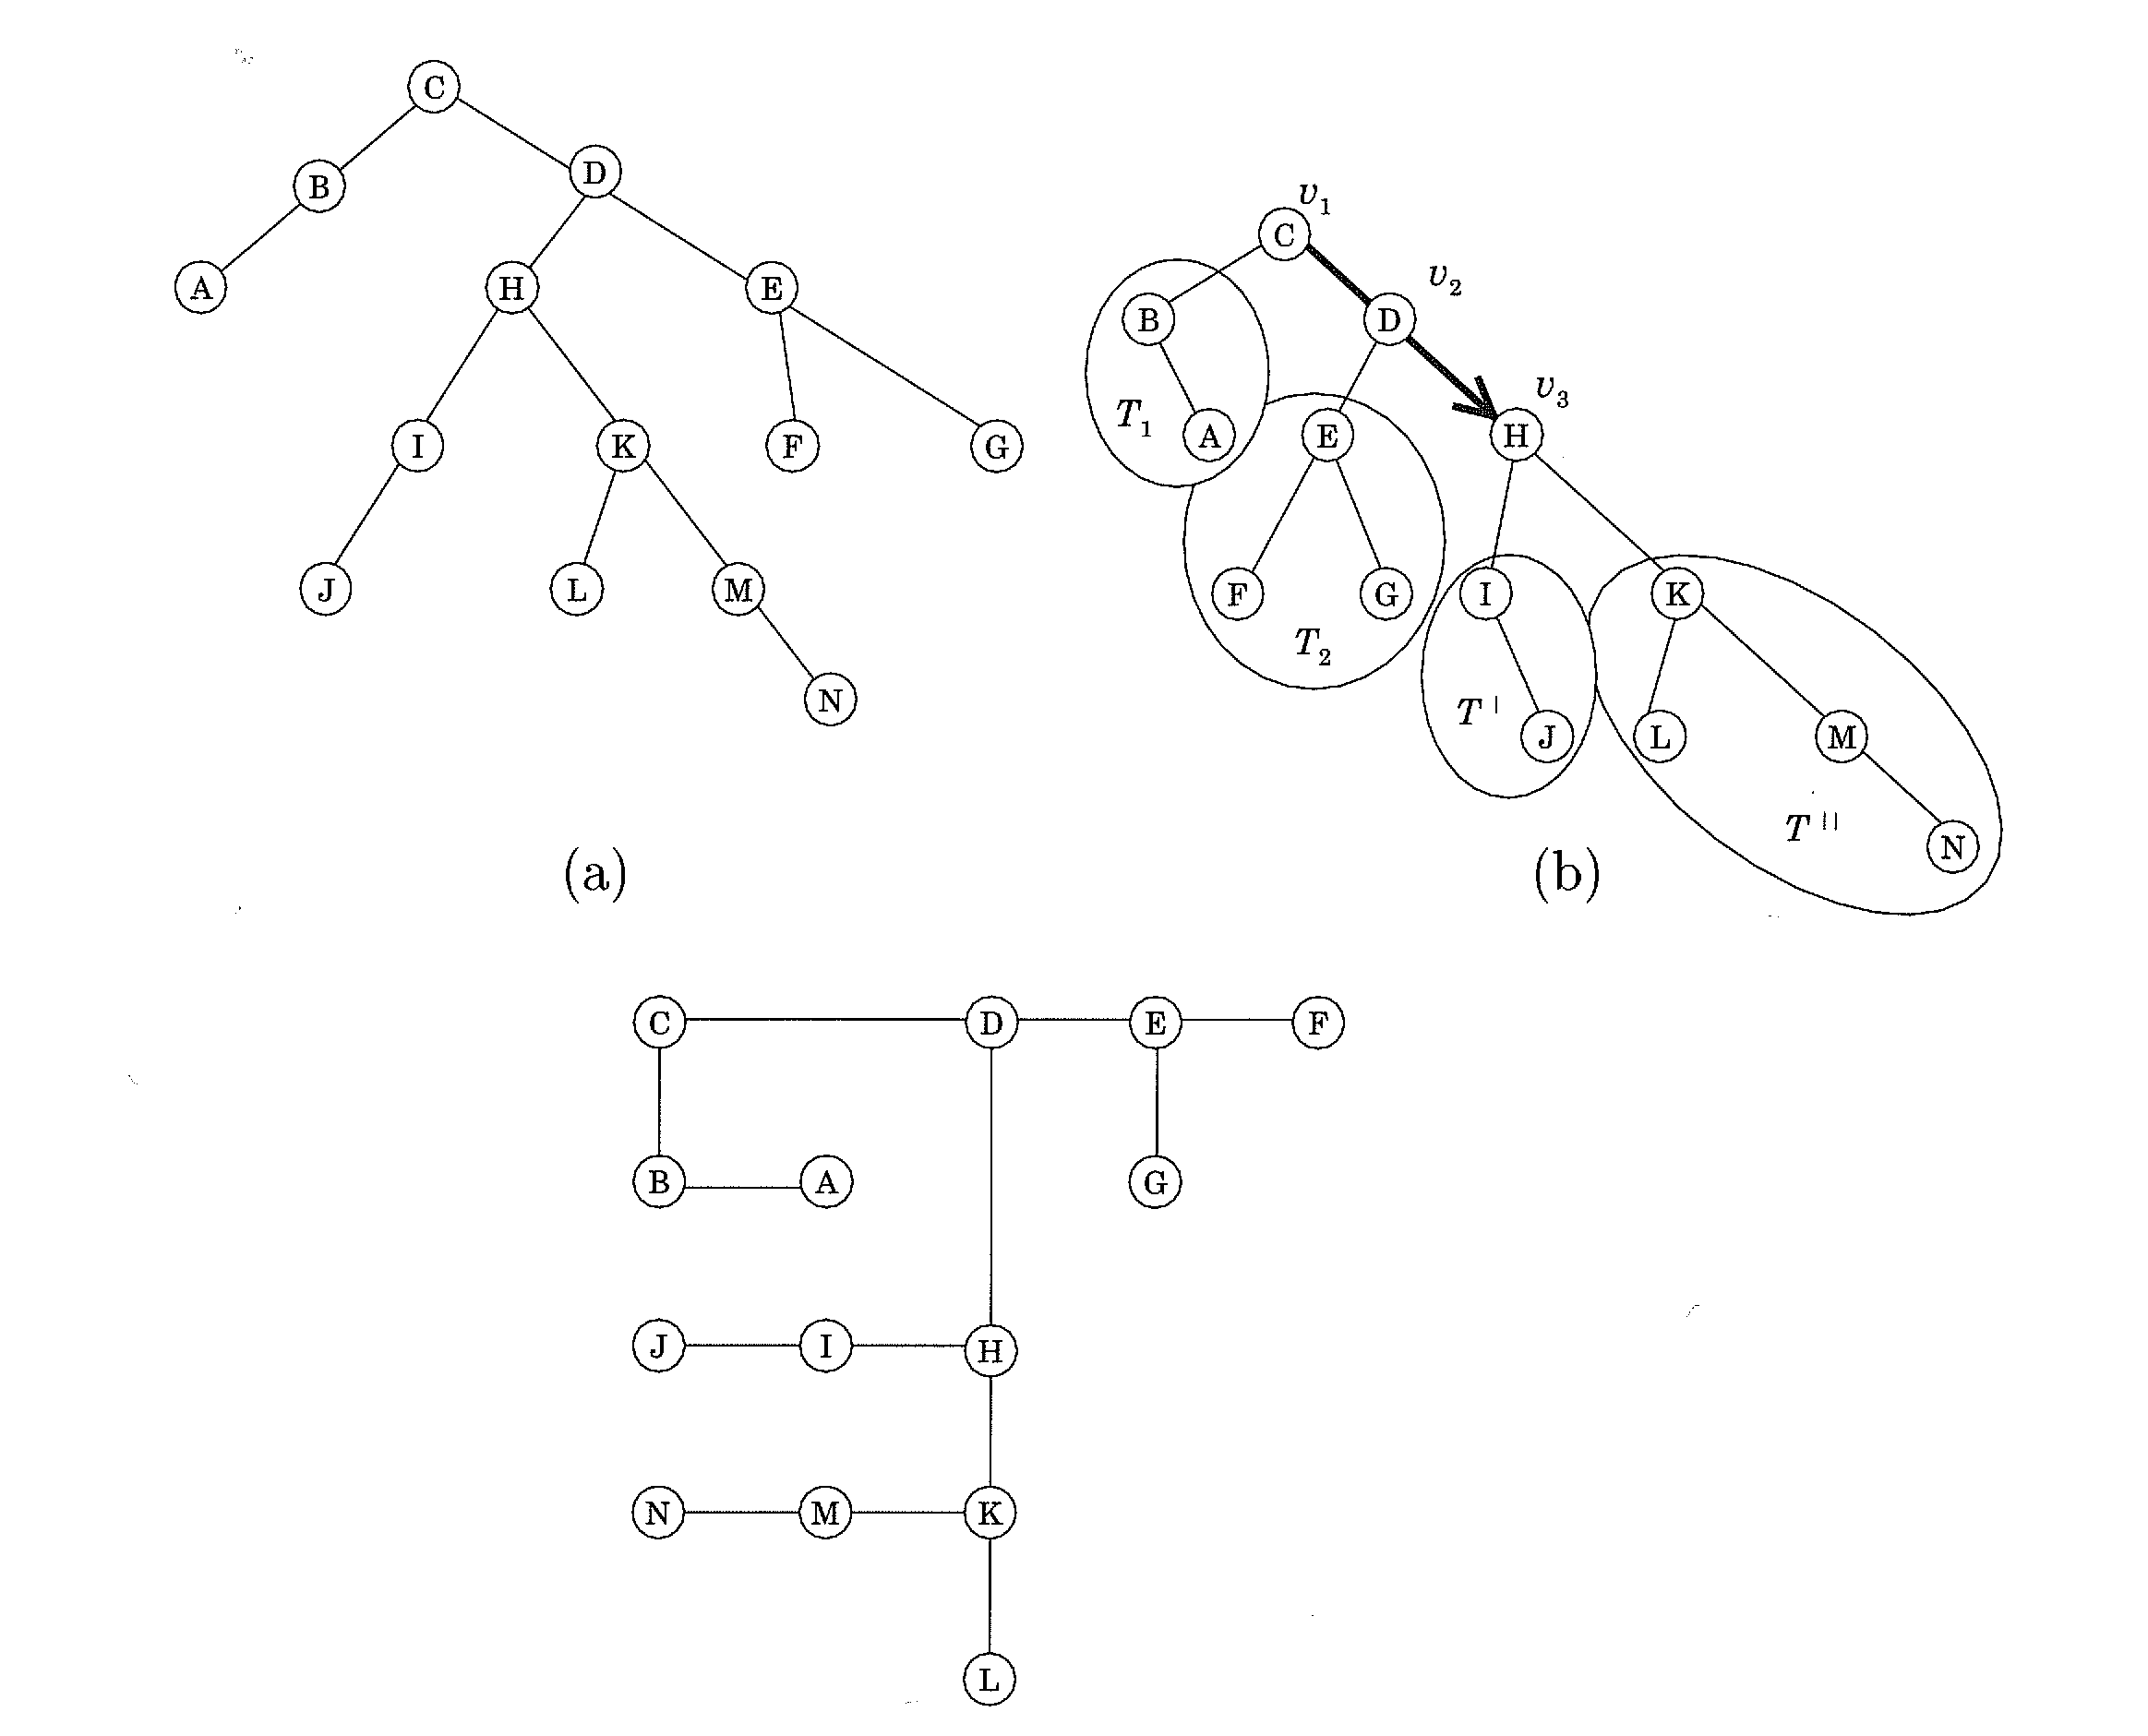 C
B D
A H E
I K F G
J L M
N
(a)
v1
C
v2
B D
v3
T1 A E H
F G I K
T2
T' J L M
T'' N
(b)
C D E F
B A G
J I H
N M K
L